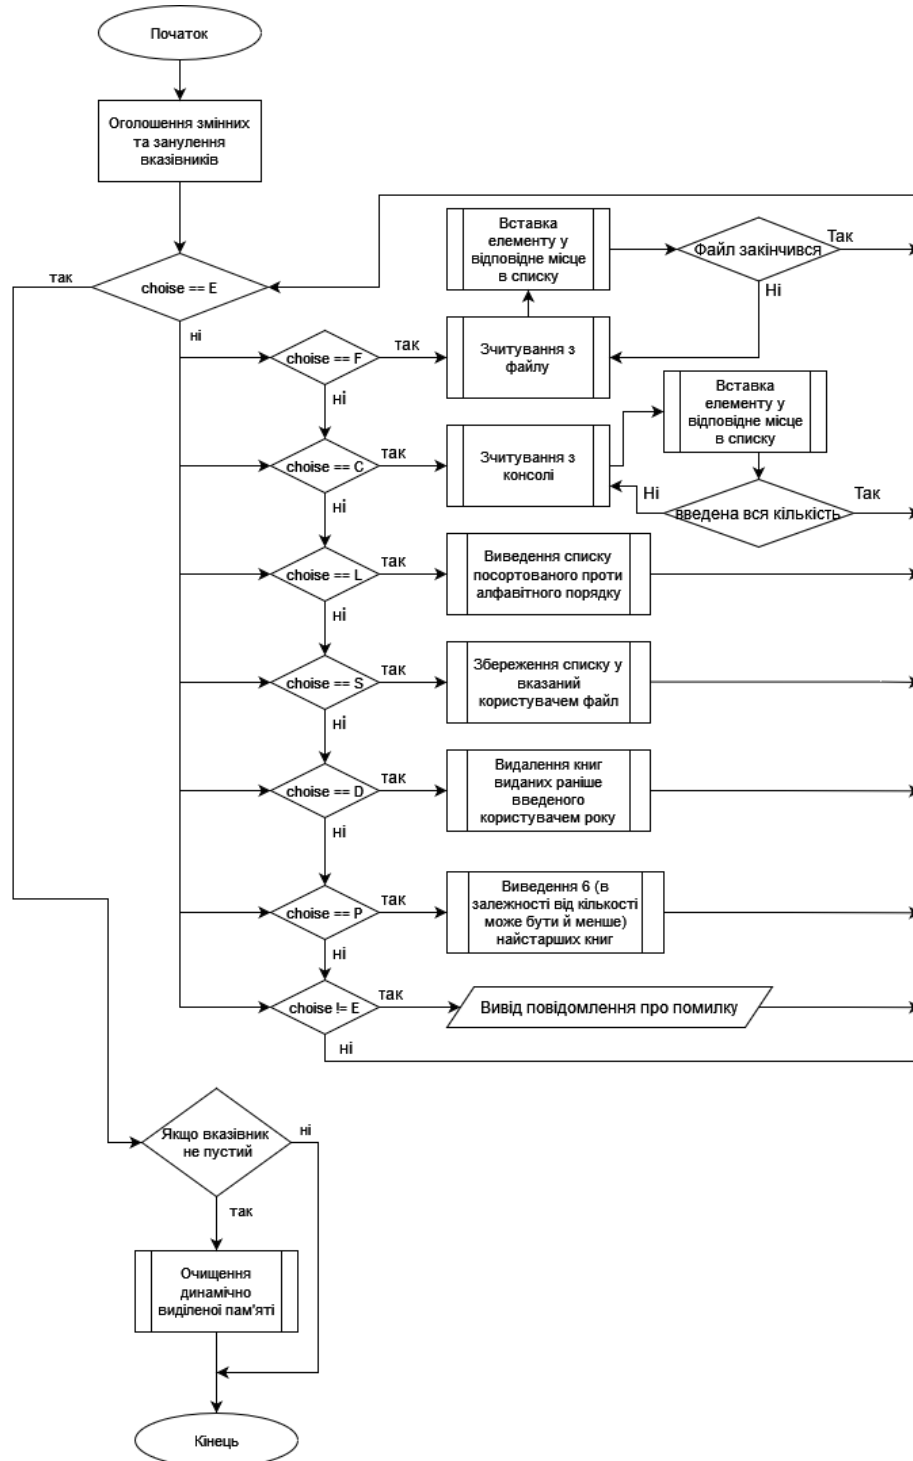 Початок
Оголошення змінних
та занулення
вказівників
так
choise == E
ні
Вставка
елементу у
відповідне місце
в списку
Файл закінчився
Так
Ні
choise == F
так
ні
Зчитування з
файлу
Вставка
елементу у
відповідне місце
в списку
choise == C
так
ні
Зчитування з
консолі
Ні
введена вся кількість
Так
choise == L
так
ні
Виведення списку
посортованого проти
алфавітного порядку
choise == S
так
ні
Збереження списку у
вказаний
користувачем файл
choise == D
так
ні
Видалення книг
виданих раніше
введеного
користувачем року
choise == P
так
ні
Виведення 6 (в
залежності від кількості
може бути й менше)
найстарших книг
choise != E
так
ні
Вивід повідомлення про помилку
Якщо вказівник
не пустий
ні
так
Очищення
динамічно
виділеної пам'яті
Кінець